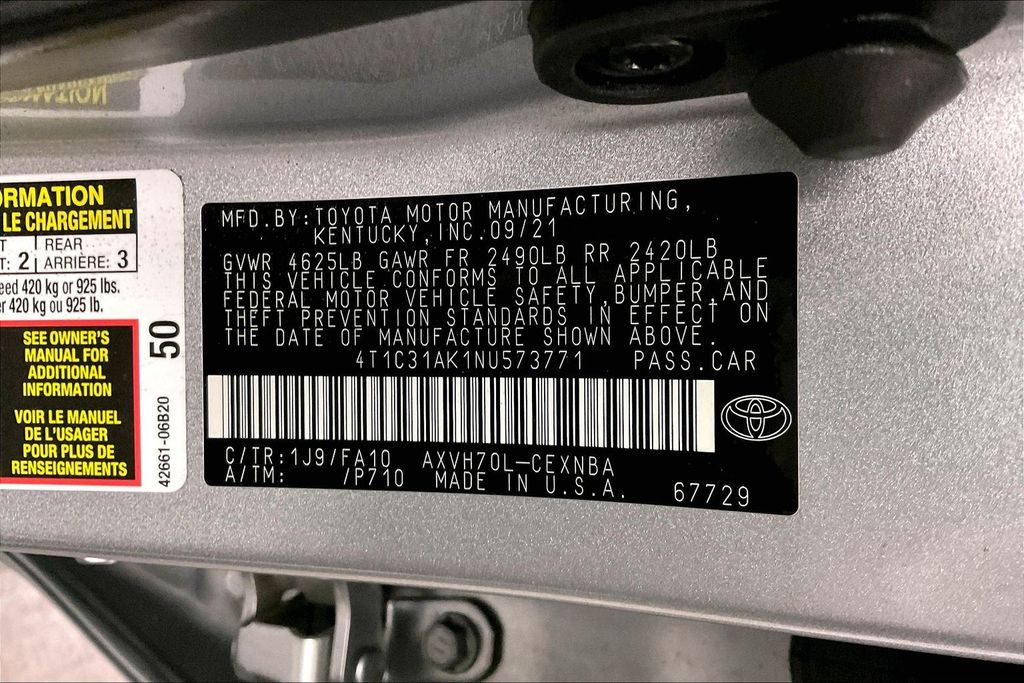 RMATION
LE CHARGEMENT
T REAR
T: 2 ARRIÈRE: 3
eed 420 kg or 925 lbs.
er 420 kg ou 925 lb.
SEE OWNER'S
MANUAL FOR
ADDITIONAL
INFORMATION
VOIR LE MANUEL
DE L'USAGER
POUR PLUS DE
RENSEIGNEMENTS
50
42661-06B20
MFD.BY:TOYOTA MOTOR MANUFACTURING,
KENTUCKY,INC.09/21
GVWR 4625LB GAWR FR 2490LB RR 2420LB
THIS VEHICLE CONFORMS TO ALL APPLICABLE
FEDERAL MOTOR VEHICLE SAFETY,BUMPER,AND
THEFT PREVENTION STANDARDS IN EFFECT ON
THE DATE OF MANUFACTURE SHOWN ABOVE.
4T1C31AK1NU573771 PASS.CAR
C/TR:1J9/FA10 AXVH70L-CEXNBA
A/TM: /P710 MADE IN U.S.A. 67729